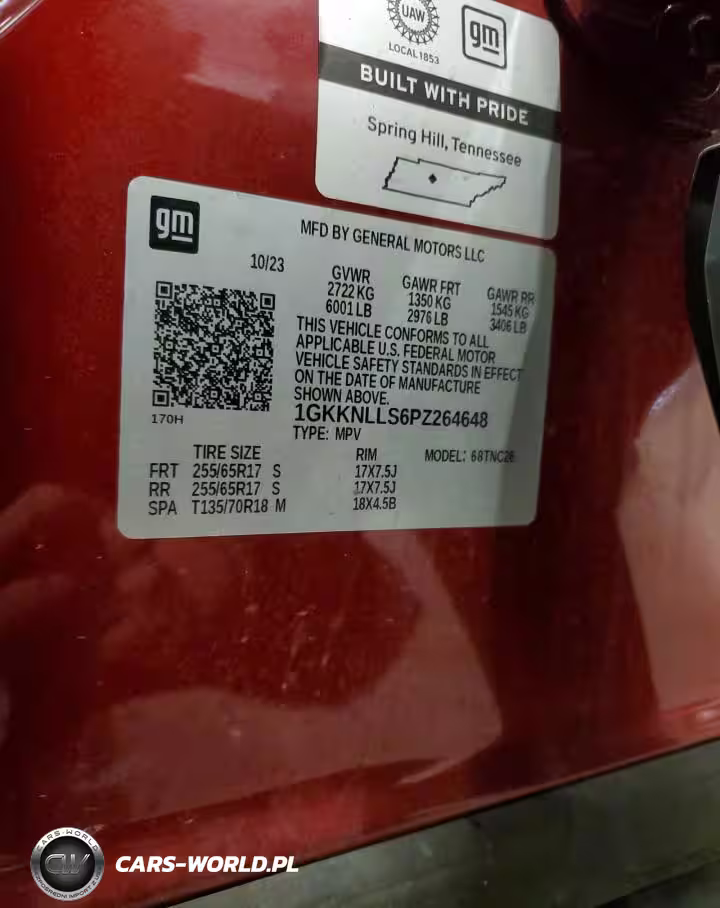 UAW
gm
LOCAL 1853
BUILT WITH PRIDE
Spring Hill, Tennessee
gm
MFD BY GENERAL MOTORS LLC
10/23
GVWR GAWR FRT GAWR RR
2722 KG 1350 KG 1545 KG
6001 LB 2976 LB 3406 LB
THIS VEHICLE CONFORMS TO ALL
APPLICABLE U.S. FEDERAL MOTOR
VEHICLE SAFETY STANDARDS IN EFFECT
ON THE DATE OF MANUFACTURE
SHOWN ABOVE.
170H
1GKKNLLS6PZ264648
TYPE: MPV
TIRE SIZE RIM MODEL: 68TNC26
FRT 255/65R17 S 17X7.5J
RR 255/65R17 S 17X7.5J
SPA T135/70R18 M 18X4.5B
CARS-WORLD
CW
CARS-WORLD.PL